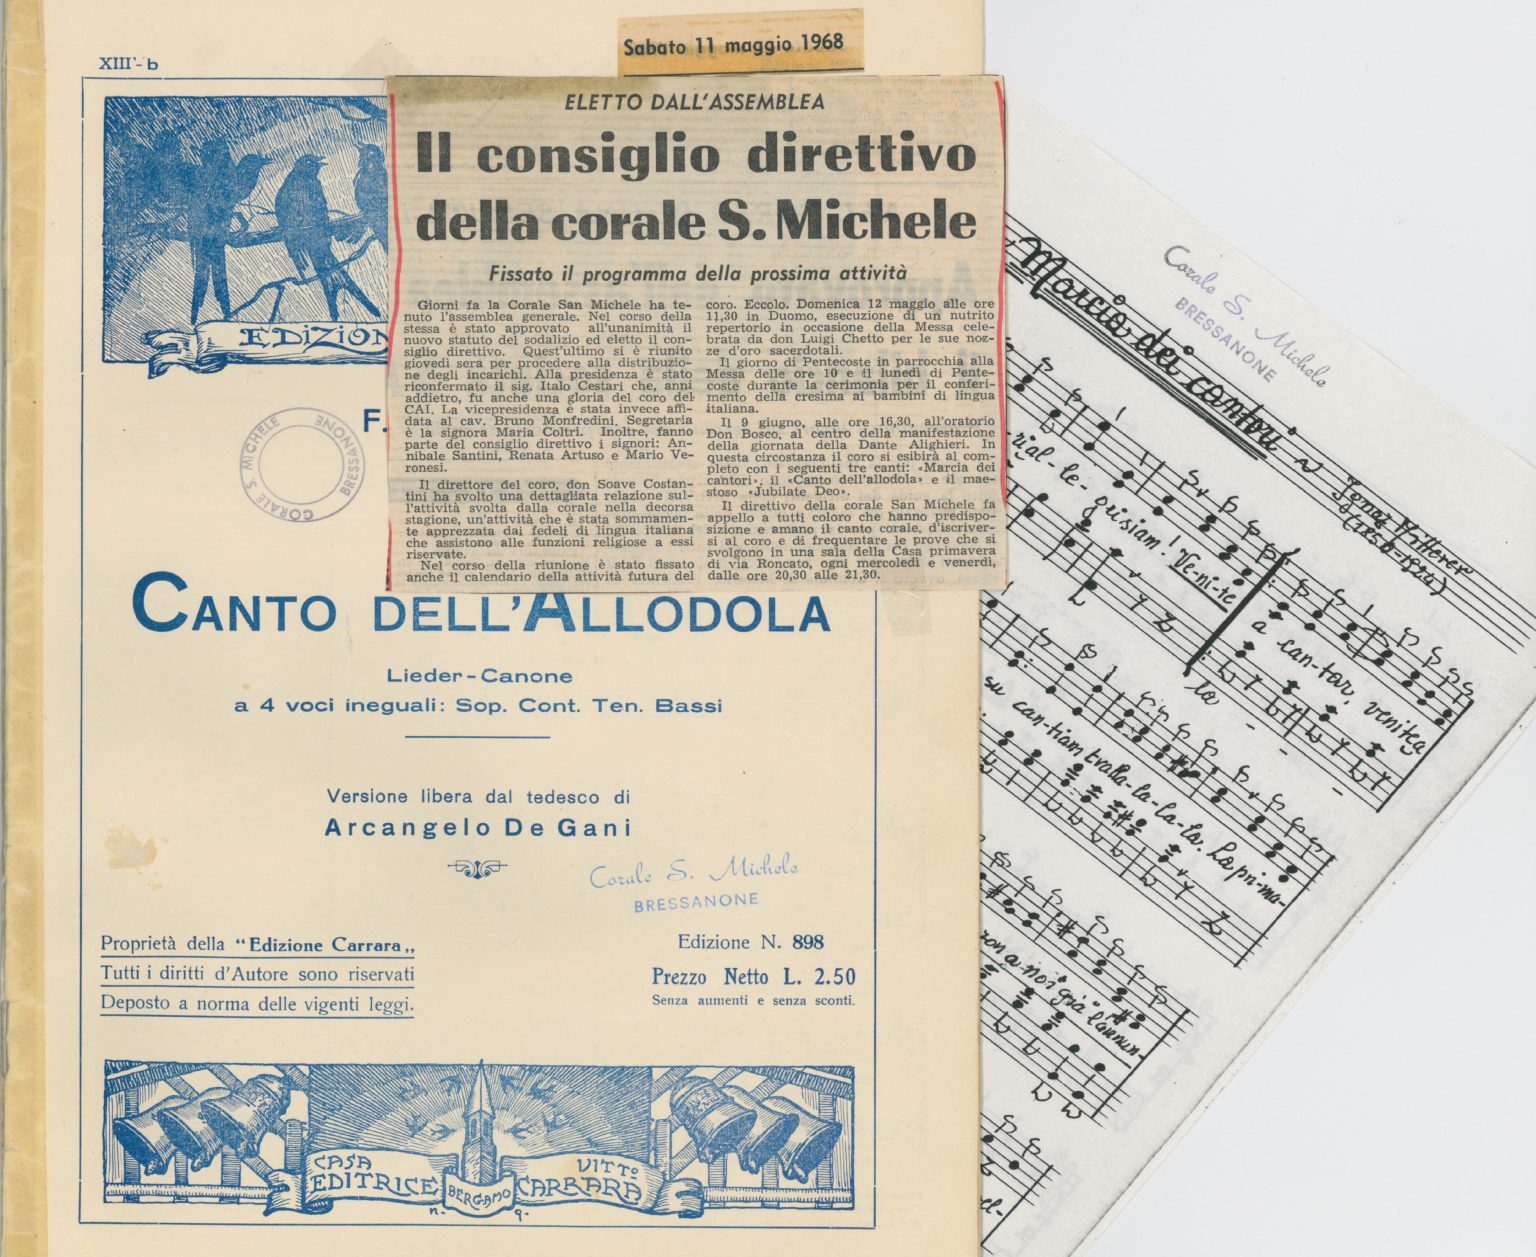 XIII'- b
EDIZION
F.
CORALE S. MICHELE
BRESSANONE
Sabato 11 maggio 1968
ELETTO DALL'ASSEMBLEA
Il consiglio direttivo
della corale S. Michele
Fissato il programma della prossima attività
Giorni fa la Corale San Michele ha te-
nuto l'assemblea generale. Nel corso della
stessa è stato approvato all'unanimità il
nuovo statuto del sodalizio ed eletto il con-
siglio direttivo. Quest'ultimo si è riunito
giovedì sera per procedere alla distribuzio-
ne degli incarichi. Alla presidenza è stato
riconfermato il sig. Italo Cestari che, anni
addietro, fu anche una gloria del coro del
CAI. La vicepresidenza è stata invece affi-
data al cav. Bruno Monfredini. Segretaria
è la signora Maria Coltri. Inoltre, fanno
parte del consiglio direttivo i signori: An-
nibale Santini, Renata Artuso e Mario Ve-
ronesi.
Il direttore del coro, don Soave Costan-
tini ha svolto una dettagliata relazione sul-
l'attività svolta dalla corale nella decorsa
stagione, un'attività che è stata sommamen-
te apprezzata dai fedeli di lingua italiana
che assistono alle funzioni religiose a essi
riservate.
Nel corso della riunione è stato fissato
anche il calendario della attività futura del
coro. Eccolo. Domenica 12 maggio alle ore
11,30 in Duomo, esecuzione di un nutrito
repertorio in occasione della Messa cele-
brata da don Luigi Chetto per le sue noz-
ze d'oro sacerdotali.
Il giorno di Pentecoste in parrocchia alla
Messa delle ore 10 e il lunedì di Pente-
coste durante la cerimonia per il conferi-
mento della cresima ai bambini di lingua
italiana.
Il 9 giugno, alle ore 16,30, all'oratorio
Don Bosco, al centro della manifestazione
della giornata della Dante Alighieri. In
questa circostanza il coro si esibirà al com-
pleto con i seguenti tre canti: «Marcia dei
cantori», il «Canto dell'allodola» e il mae-
stoso «Jubilate Deo».
Il direttivo della corale San Michele fa
appello a tutti coloro che hanno predispo-
sizione e amano il canto corale, d'iscriver-
si al coro e di frequentare le prove che si
svolgono in una sala della Casa primavera
di via Roncato, ogni mercoledì e venerdì,
dalle ore 20,30 alle 21,30.
CANTO DELL'ALLODOLA
Lieder-Canone
a 4 voci ineguali: Sop. Cont. Ten. Bassi
Versione libera dal tedesco di
Arcangelo De Gani
Corale S. Michele
BRESSANONE
Proprietà della "Edizione Carrara„
Tutti i diritti d'Autore sono riservati
Deposto a norma delle vigenti leggi.
Edizione N. 898
Prezzo Netto L. 2.50
Senza aumenti e senza sconti.
CASA
EDITRICE
BERGAMO
VITTº
CARRARA
n. q.
Corale S. Michele
BRESSANONE
Marcia dei cantori
(1850-1924)
-ri al-le-grisiam! Ve-ni-te
a can-tar, venite a
la - - -
su can-tiam tralla-la-la-la. La pri-ma-
ron a noi già l'annun-